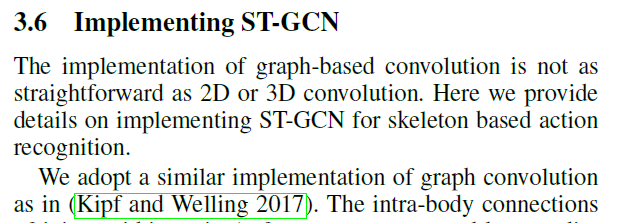 3.6 Implementing ST-GCN
The implementation of graph-based convolution is not as
straightforward as 2D or 3D convolution. Here we provide
details on implementing ST-GCN for skeleton based action
recognition.
We adopt a similar implementation of graph convolution
as in (Kipf and Welling 2017). The intra-body connections